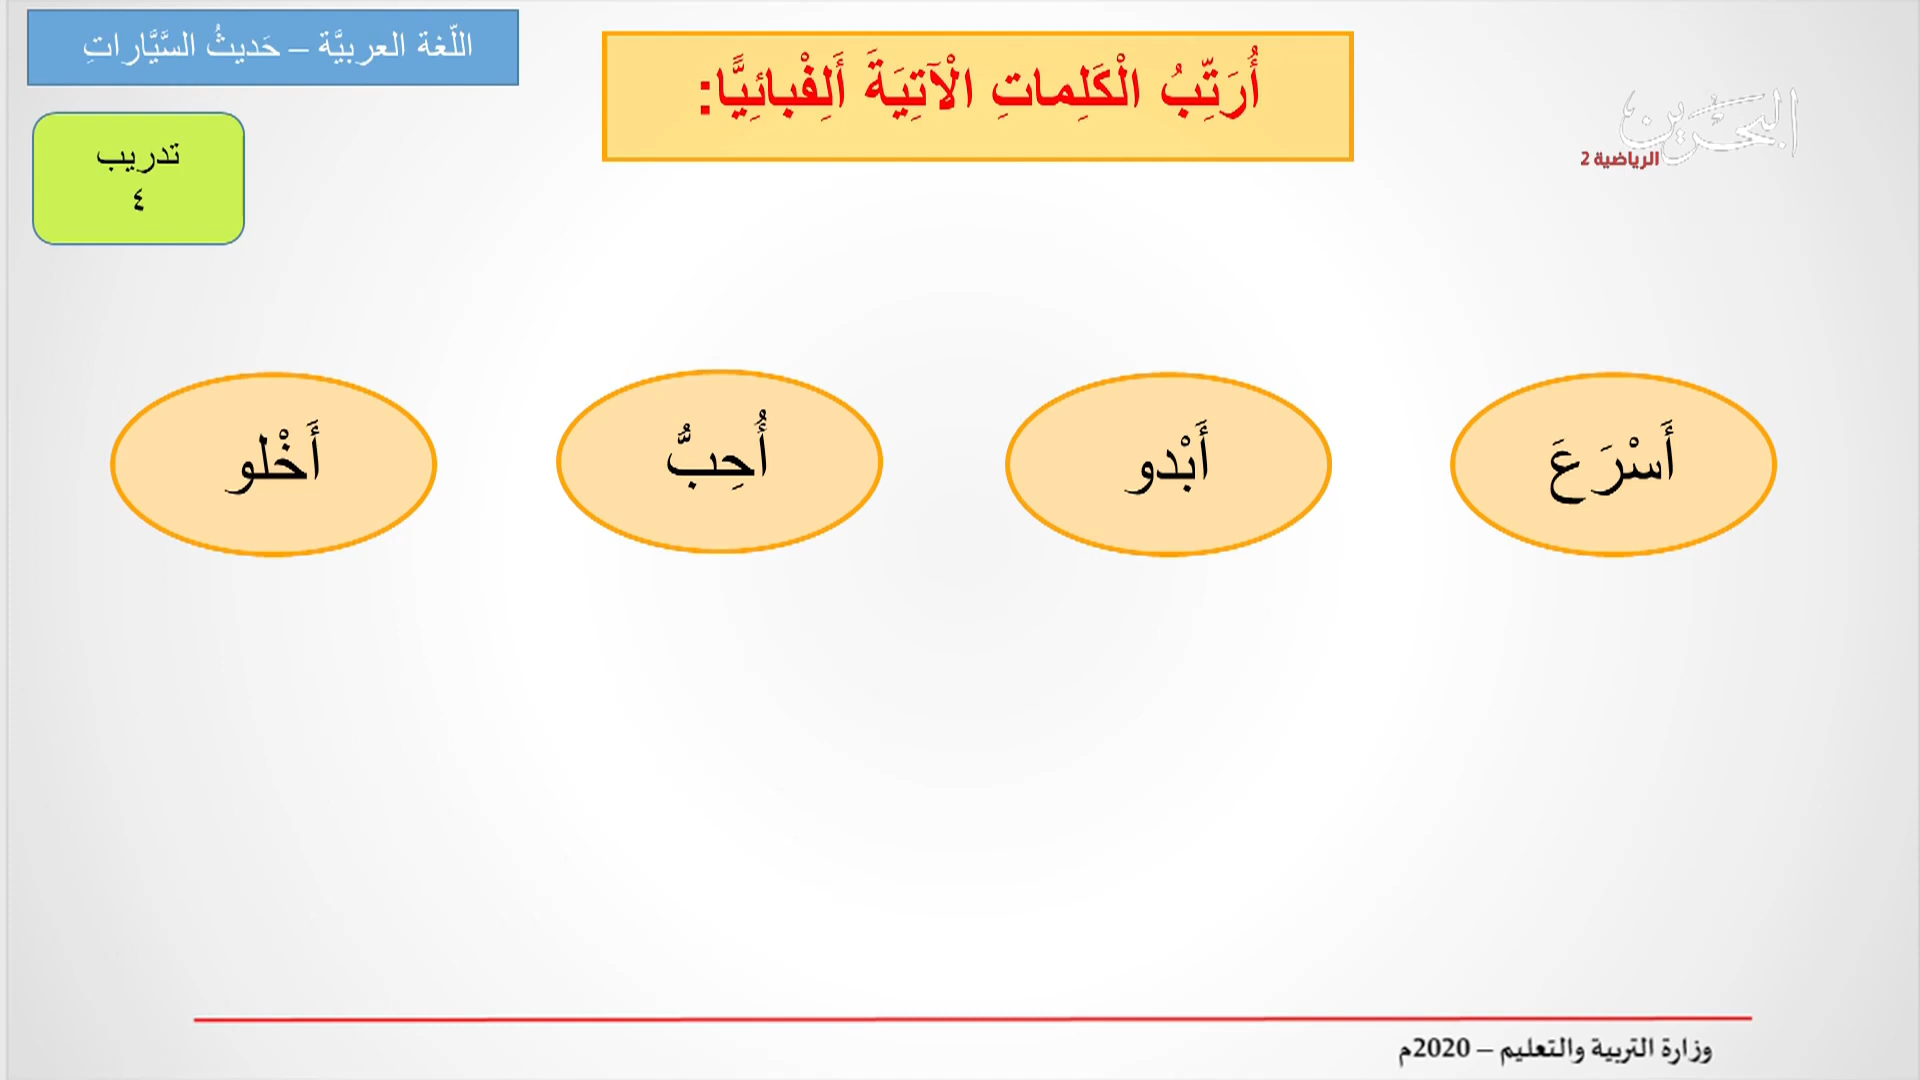 اللّغة العربيَّة – حَديثُ السَّيَّاراتِ
أُرَتِّبُ الْكَلِماتِ الْآتِيَةَ أَلِفْبائِيًّا:
البحرين
الرياضية 2
تدريب
٤
أَسْرَعَ
أَبْدو
أُحِبُّ
أَخْلو
وزارة التربية والتعليم – 2020م